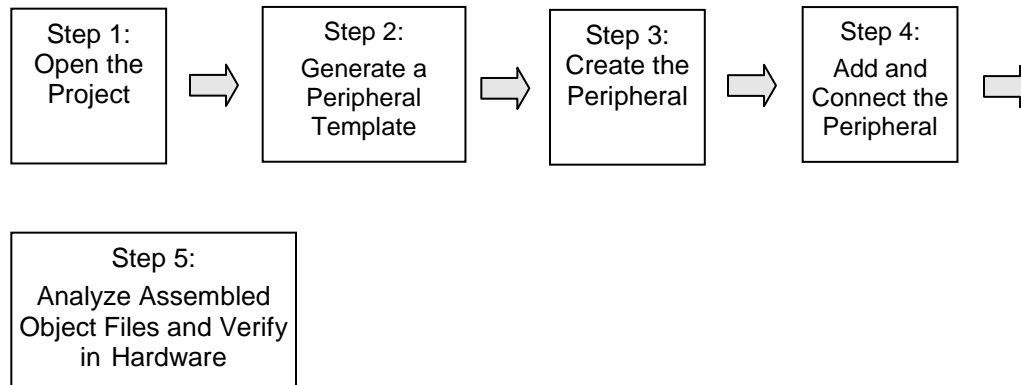 Step 1:
Open the
Project
Step 2:
Generate a
Peripheral
Template
Step 3:
Create the
Peripheral
Step 4:
Add and
Connect the
Peripheral
Step 5:
Analyze Assembled
Object Files and Verify
in Hardware